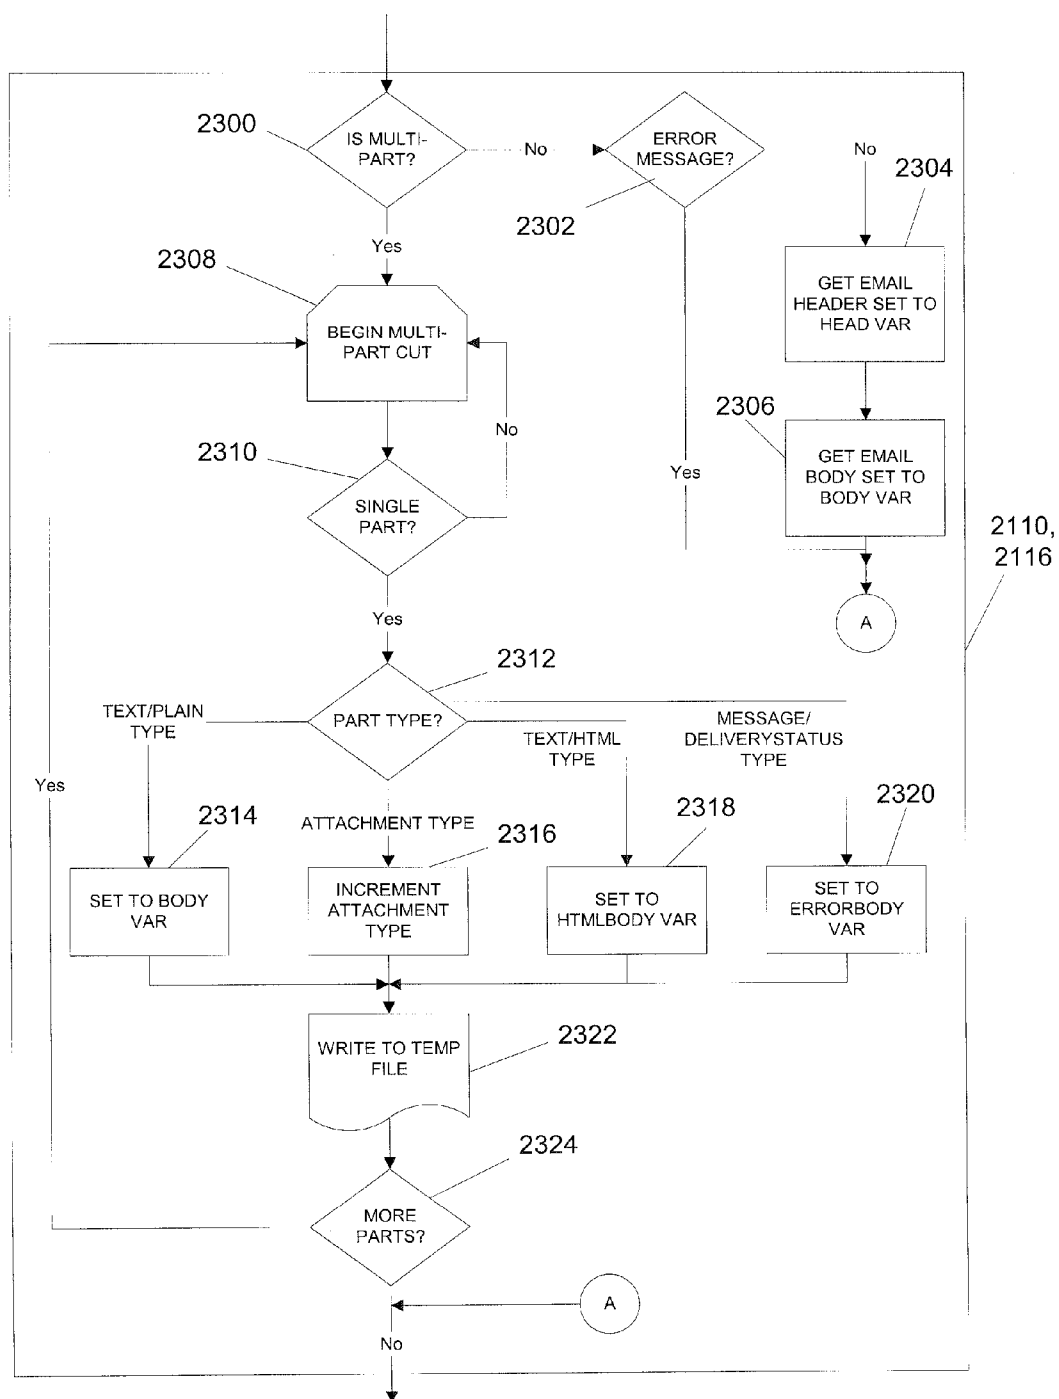 2300
IS MULTI-
PART?
No
ERROR
MESSAGE?
2302
No
2304
Yes
2308
GET EMAIL
HEADER SET TO
HEAD VAR
BEGIN MULTI-
PART CUT
2306
No
2310
GET EMAIL
BODY SET TO
BODY VAR
Yes
SINGLE
PART?
2110,
2116
Yes
A
2312
PART TYPE?
TEXT/PLAIN
TYPE
TEXT/HTML
TYPE
MESSAGE/
DELIVERYSTATUS
TYPE
Yes
ATTACHMENT TYPE
2314
SET TO BODY
VAR
2316
INCREMENT
ATTACHMENT
TYPE
2318
SET TO
HTMLBODY VAR
2320
SET TO
ERRORBODY
VAR
WRITE TO TEMP
FILE
2322
2324
MORE
PARTS?
A
No